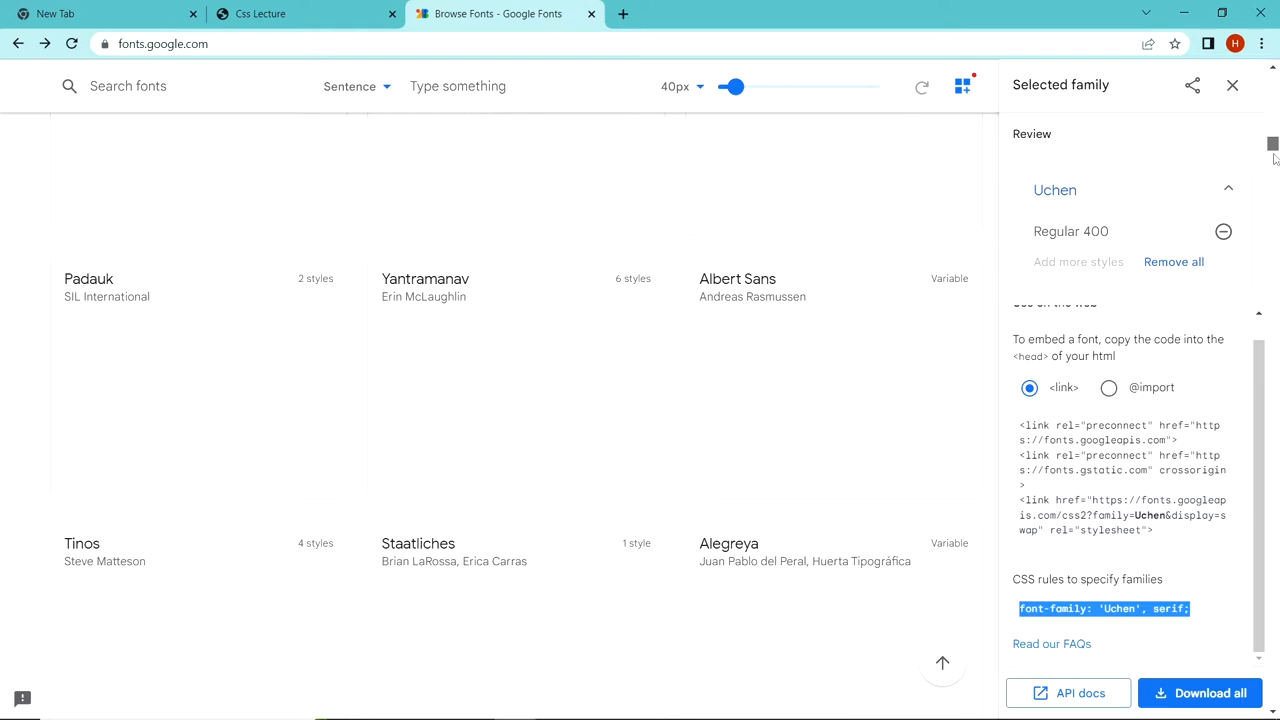 New Tab
Css Lecture
Browse Fonts - Google Fonts
fonts.google.com
H
Search fonts
Sentence
Type something
40px
Selected family
Review
Uchen
Regular 400
Add more styles
Remove all
Padauk
2 styles
SIL International
Yantramanav
6 styles
Erin McLaughlin
Albert Sans
Variable
Andreas Rasmussen
To embed a font, copy the code into the
<head> of your html
<link>
@import
<link rel="preconnect" href="http
s://fonts.googleapis.com">
<link rel="preconnect" href="http
s://fonts.gstatic.com" crossorigin
>
<link href="https://fonts.googleap
is.com/css2?family=Uchen&display=s
wap" rel="stylesheet">
Tinos
4 styles
Steve Matteson
Staatliches
1 style
Brian LaRossa, Erica Carras
Alegreya
Variable
Juan Pablo del Peral, Huerta Tipográfica
CSS rules to specify families
font-family: 'Uchen', serif;
Read our FAQs
API docs
Download all